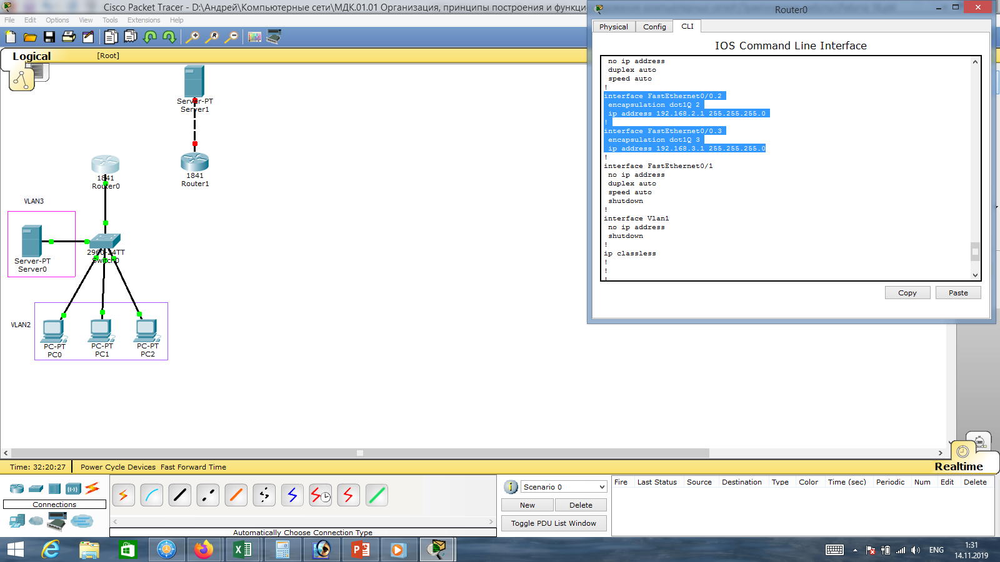 Cisco Packet Tracer - D:\Андрей\Компьютерные сети\МДК.01.01 Организация, принципы построения и функц
File Edit Options View Tools Extensions Help
Logical
[Root]
Server-PT
Server1
1841
Router0
1841
Router1
VLAN3
Server-PT
Server0
2960-24TT
Switch0
VLAN2
PC-PT
PC0
PC-PT
PC1
PC-PT
PC2
Router0
Physical Config CLI
IOS Command Line Interface
no ip address
duplex auto
speed auto
!
interface FastEthernet0/0.2
encapsulation dot1Q 2
ip address 192.168.2.1 255.255.255.0
!
interface FastEthernet0/0.3
encapsulation dot1Q 3
ip address 192.168.3.1 255.255.255.0
!
interface FastEthernet0/1
no ip address
duplex auto
speed auto
shutdown
!
interface Vlan1
no ip address
shutdown
!
ip classless
!
!
!
Copy Paste
Time: 32:20:27 Power Cycle Devices Fast Forward Time
Realtime
Connections
Automatically Choose Connection Type
Scenario 0
New Delete
Toggle PDU List Window
Fire Last Status Source Destination Type Color Time (sec) Periodic Num Edit Delete
ENG
1:31
14.11.2019